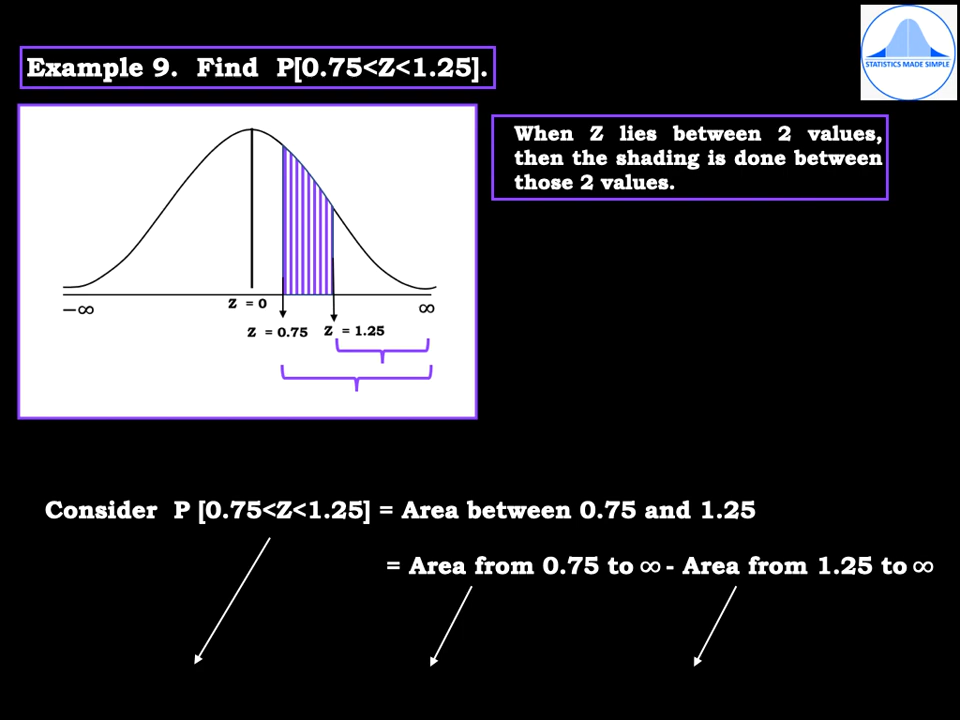 STATISTICS MADE SIMPLE
Example 9. Find P[0.75<Z<1.25].
When Z lies between 2 values,
then the shading is done between
those 2 values.
Z = 0
−∞
∞
Z = 0.75
Z = 1.25
Consider P [0.75<Z<1.25] = Area between 0.75 and 1.25
= Area from 0.75 to ∞ - Area from 1.25 to ∞